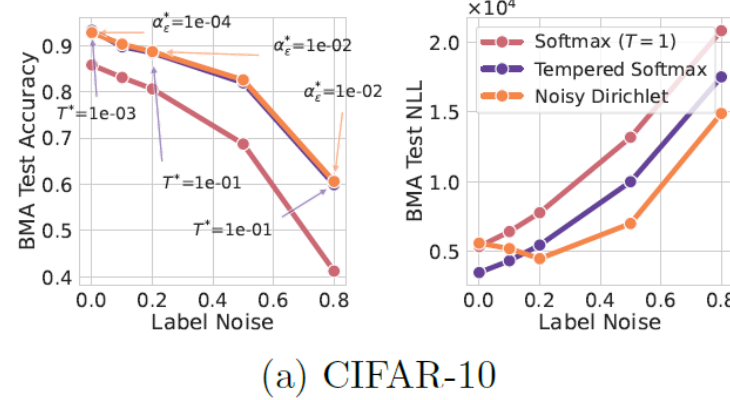 ×10⁴
α*ε=1e-04
α*ε=1e-02
α*ε=1e-02
T*=1e-03
T*=1e-01
T*=1e-01
BMA Test Accuracy
0.9
0.8
0.7
0.6
0.5
0.4
0.0 0.2 0.4 0.6 0.8
Label Noise
BMA Test NLL
2.0
1.5
1.0
0.5
Softmax (T = 1)
Tempered Softmax
Noisy Dirichlet
0.0 0.2 0.4 0.6 0.8
Label Noise
(a) CIFAR-10